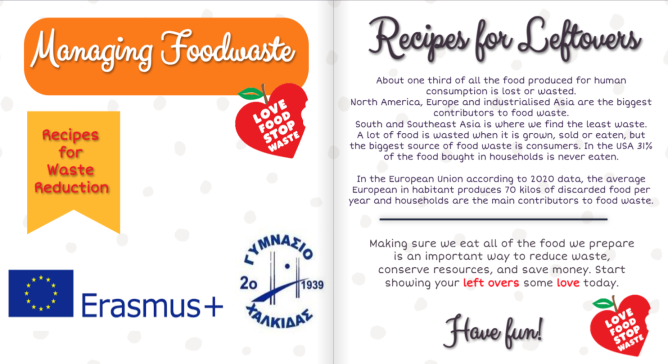 Managing Foodwaste
LOVE
FOOD
STOP
WASTE
Recipes
for
Waste
Reduction
Erasmus+
ΓΥΜΝΑΣΙΟ
2ο
1939
ΧΑΛΚΙΔΑΣ
Recipes for Leftovers
About one third of all the food produced for human
consumption is lost or wasted.
North America, Europe and industrialised Asia are the biggest
contributors to food waste.
South and Southeast Asia is where we find the least waste.
A lot of food is wasted when it is grown, sold or eaten, but
the biggest source of food waste is consumers. In the USA 31%
of the food bought in households is never eaten.
In the European Union according to 2020 data, the average
European in habitant produces 70 kilos of discarded food per
year and households are the main contributors to food waste.
Making sure we eat all of the food we prepare
is an important way to reduce waste,
conserve resources, and save money. Start
showing your left overs some love today.
Have fun!
LOVE
FOOD
STOP
WASTE